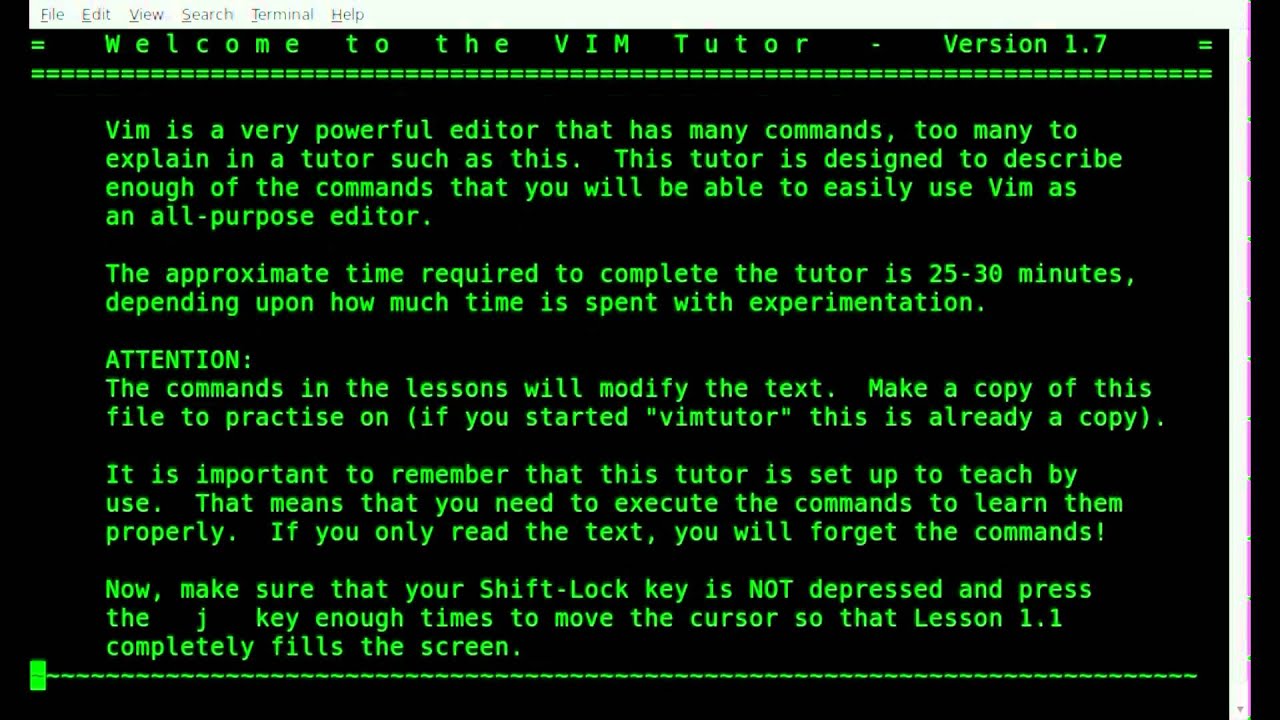 File Edit View Search Terminal Help
=    W e l c o m e   t o   t h e   V I M   T u t o r    -    Version 1.7      =
===============================================================================
Vim is a very powerful editor that has many commands, too many to
explain in a tutor such as this.  This tutor is designed to describe
enough of the commands that you will be able to easily use Vim as
an all-purpose editor.
The approximate time required to complete the tutor is 25-30 minutes,
depending upon how much time is spent with experimentation.
ATTENTION:
The commands in the lessons will modify the text.  Make a copy of this
file to practise on (if you started "vimtutor" this is already a copy).
It is important to remember that this tutor is set up to teach by
use.  That means that you need to execute the commands to learn them
properly.  If you only read the text, you will forget the commands!
Now, make sure that your Shift-Lock key is NOT depressed and press
the   j   key enough times to move the cursor so that Lesson 1.1
completely fills the screen.
~~~~~~~~~~~~~~~~~~~~~~~~~~~~~~~~~~~~~~~~~~~~~~~~~~~~~~~~~~~~~~~~~~~~~~~~~~~~~~